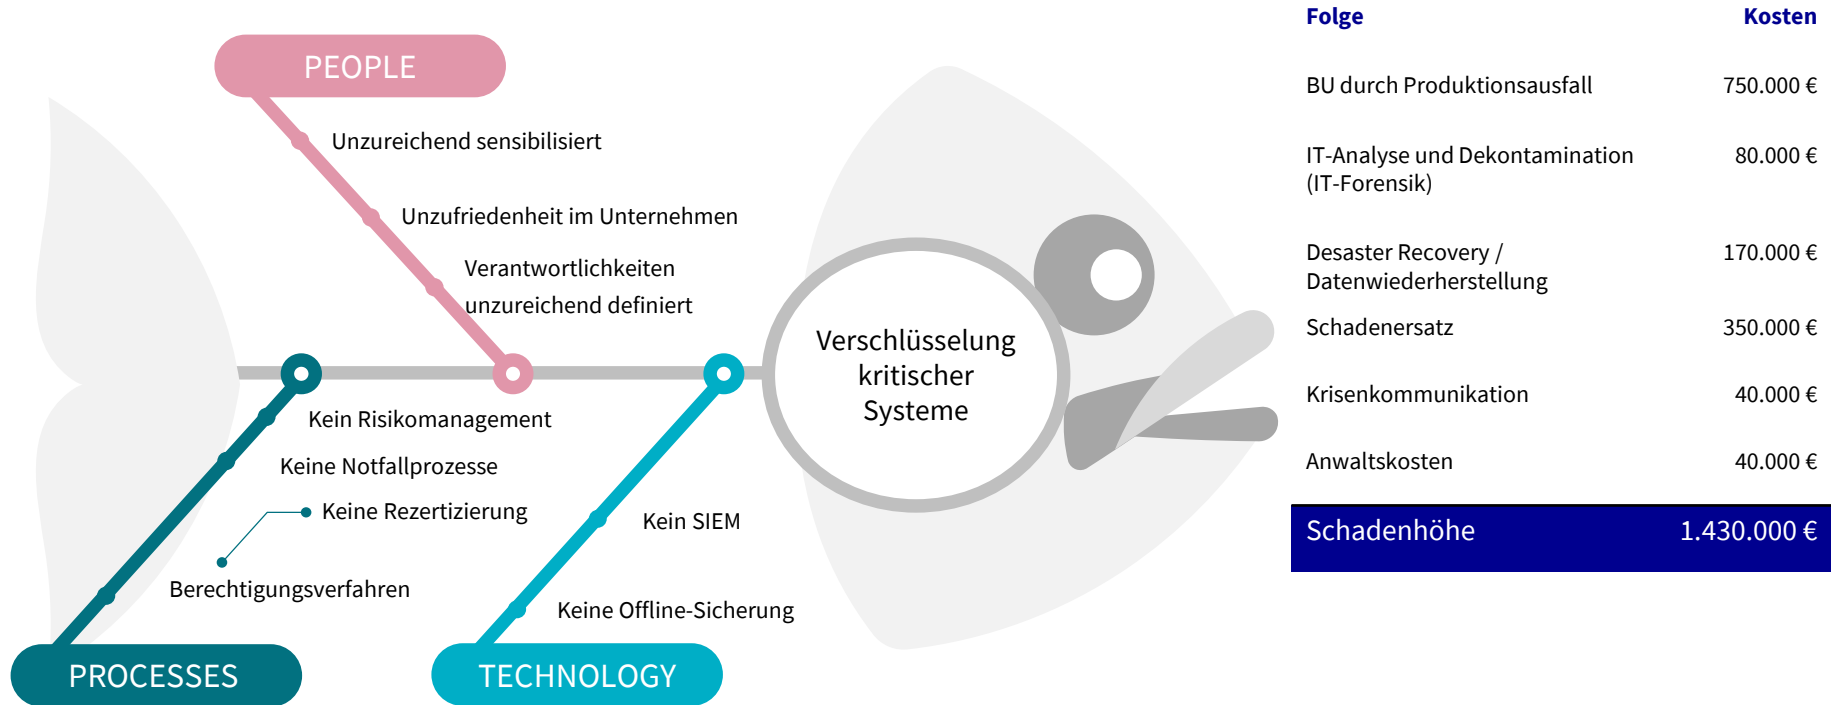 PEOPLE
Unzureichend sensibilisiert
Unzufriedenheit im Unternehmen
Verantwortlichkeiten
unzureichend definiert
Verschlüsselung
kritischer
Systeme
Kein Risikomanagement
Keine Notfallprozesse
Keine Rezertizierung
Berechtigungsverfahren
Kein SIEM
Keine Offline-Sicherung
PROCESSES
TECHNOLOGY
Folge Kosten
BU durch Produktionsausfall 750.000 €
IT-Analyse und Dekontamination 80.000 €
(IT-Forensik)
Desaster Recovery / 170.000 €
Datenwiederherstellung
Schadenersatz 350.000 €
Krisenkommunikation 40.000 €
Anwaltskosten 40.000 €
Schadenhöhe 1.430.000 €